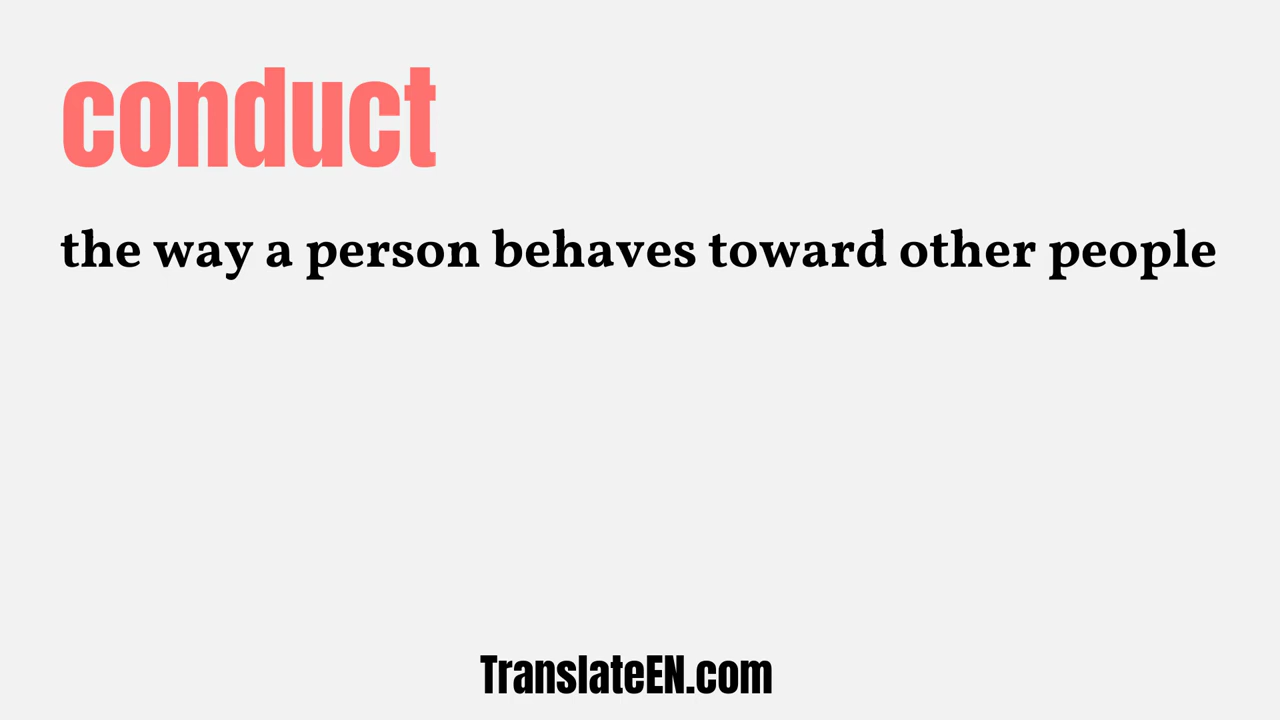 conduct
the way a person behaves toward other people
TranslateEN.com